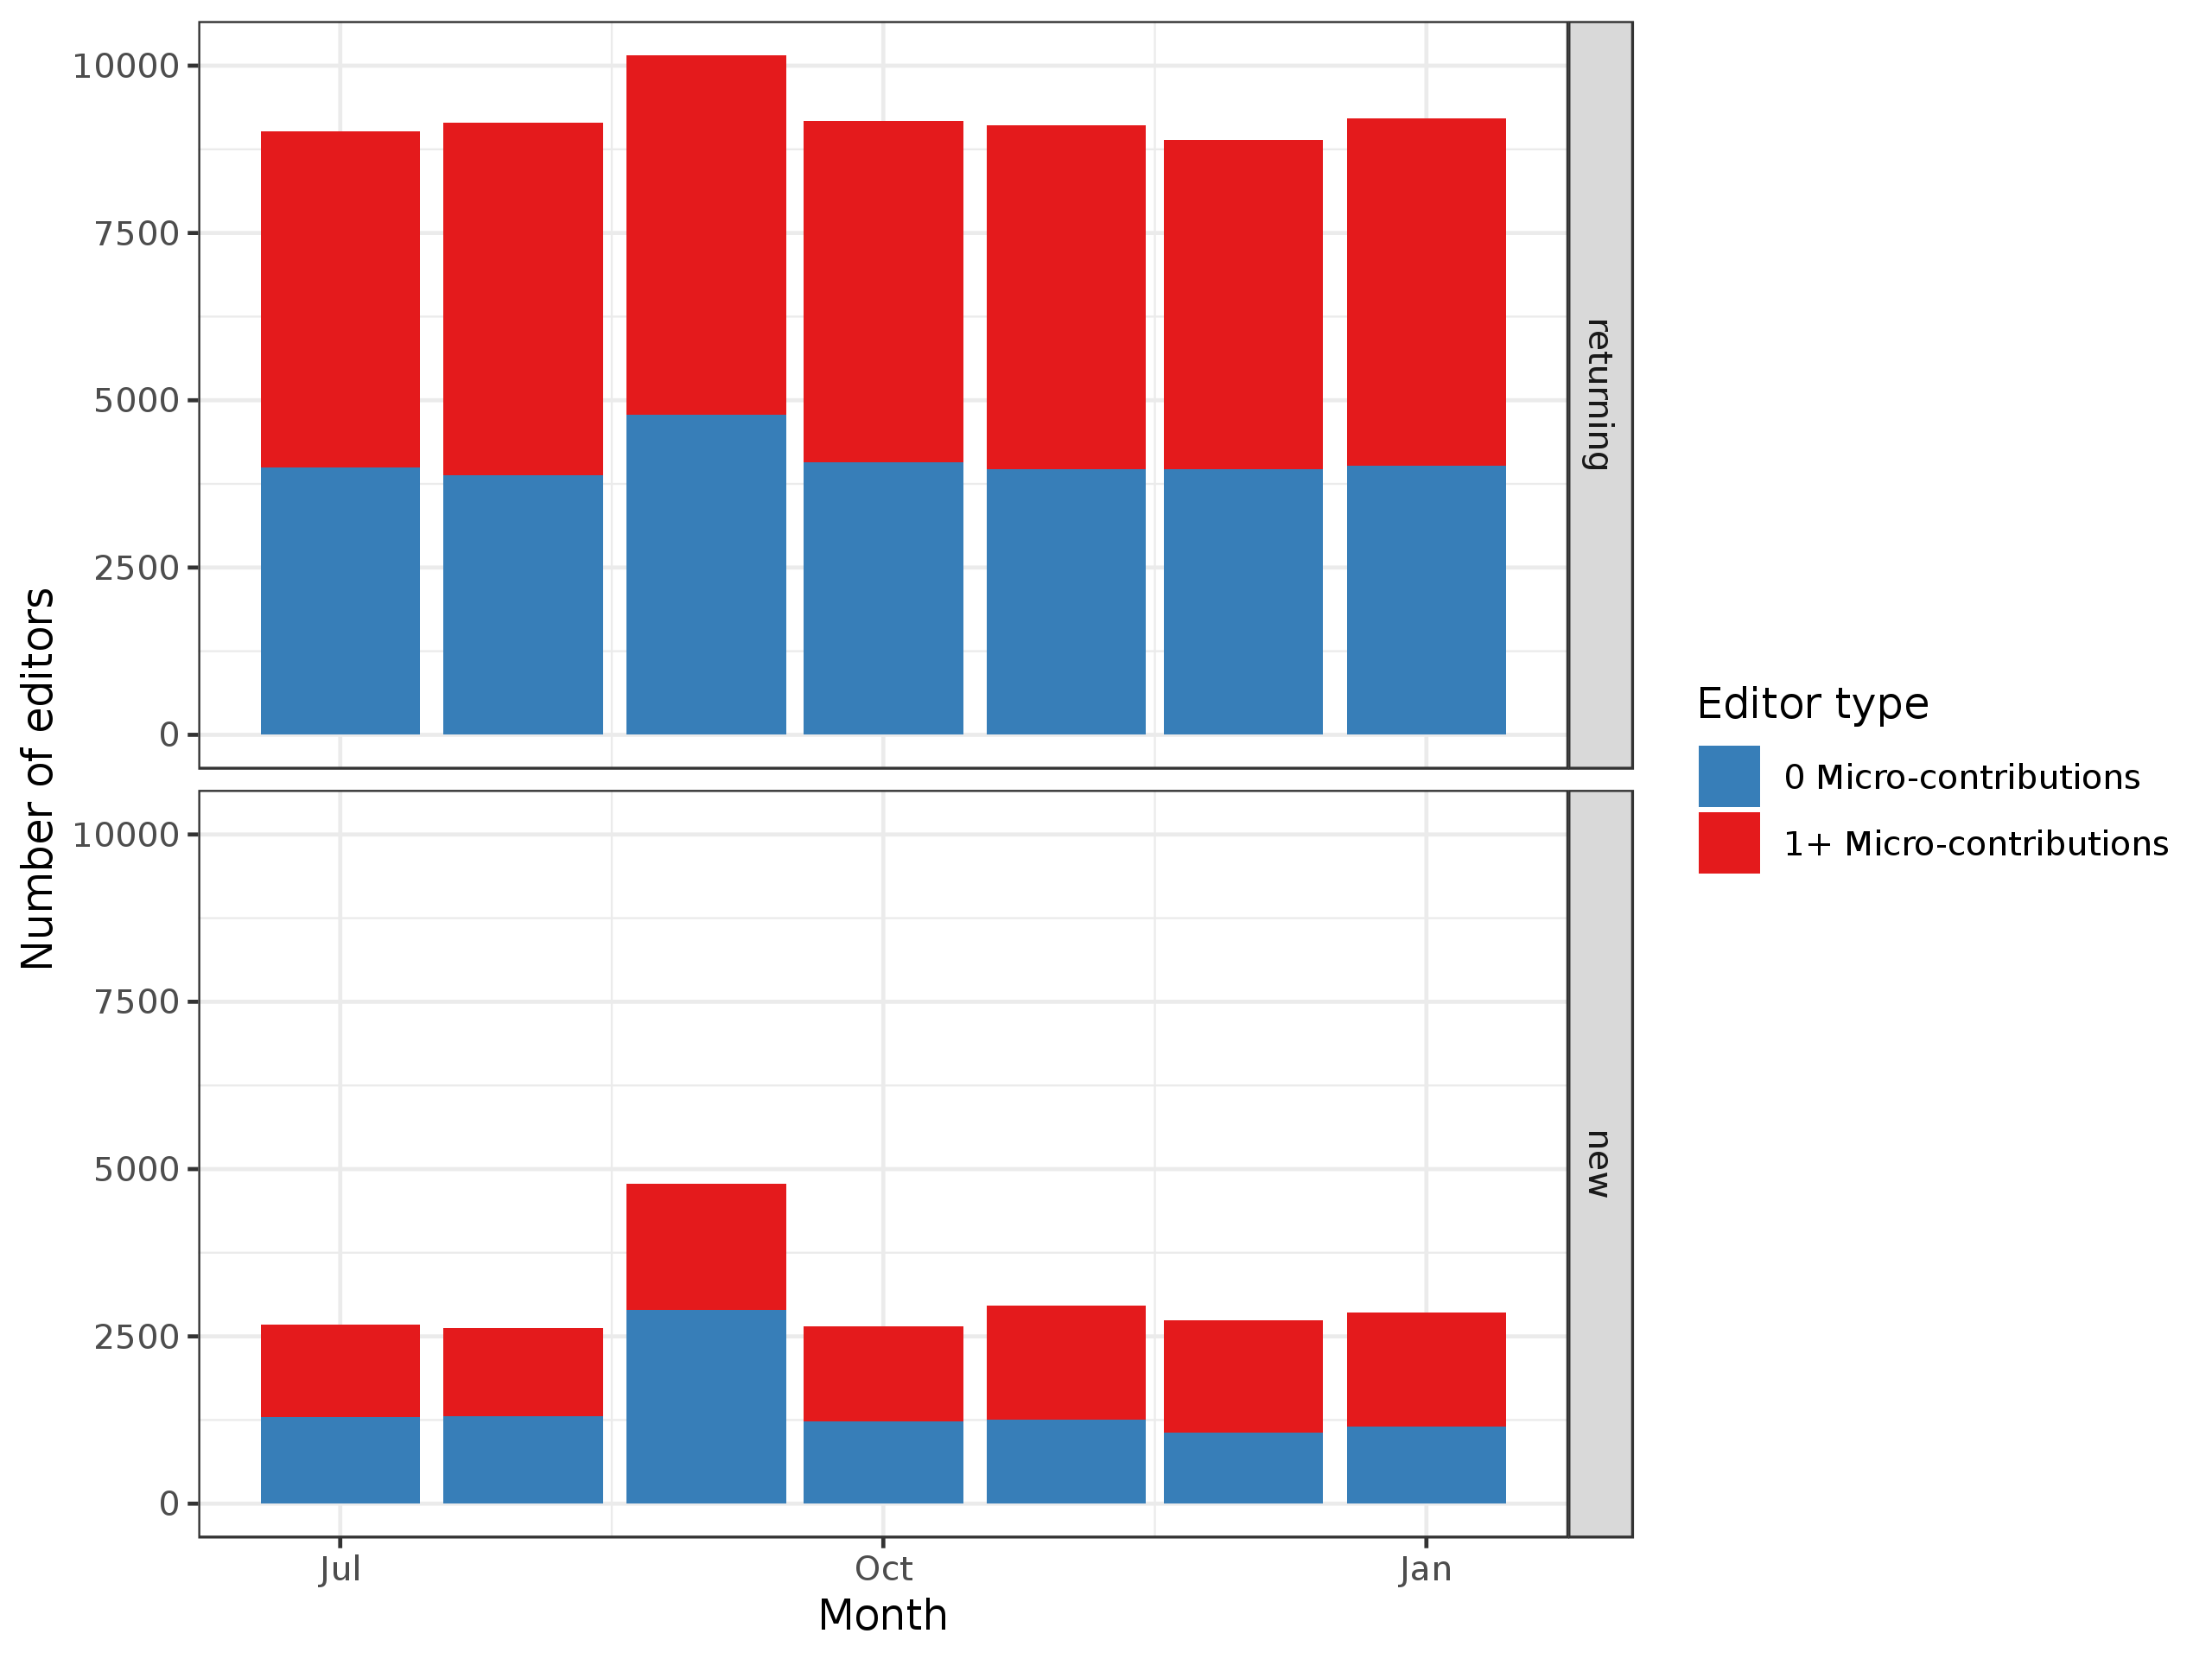 10000
7500
5000
2500
0
returning
10000
7500
5000
2500
0
new
Jul
Oct
Jan
Month
Number of editors
Editor type
0 Micro-contributions
1+ Micro-contributions